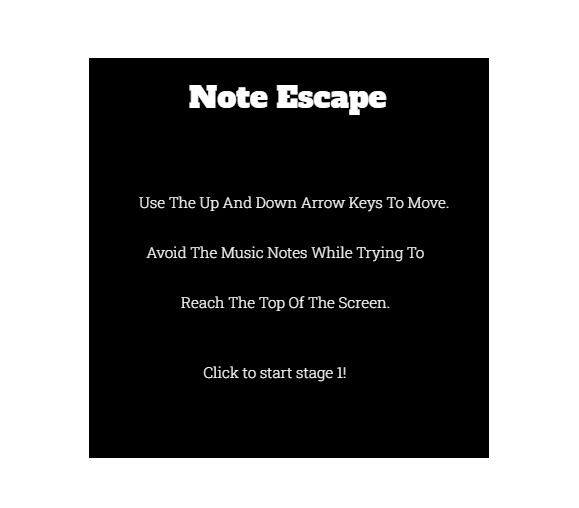 Note Escape
Use The Up And Down Arrow Keys To Move.
Avoid The Music Notes While Trying To
Reach The Top Of The Screen.
Click to start stage 1!